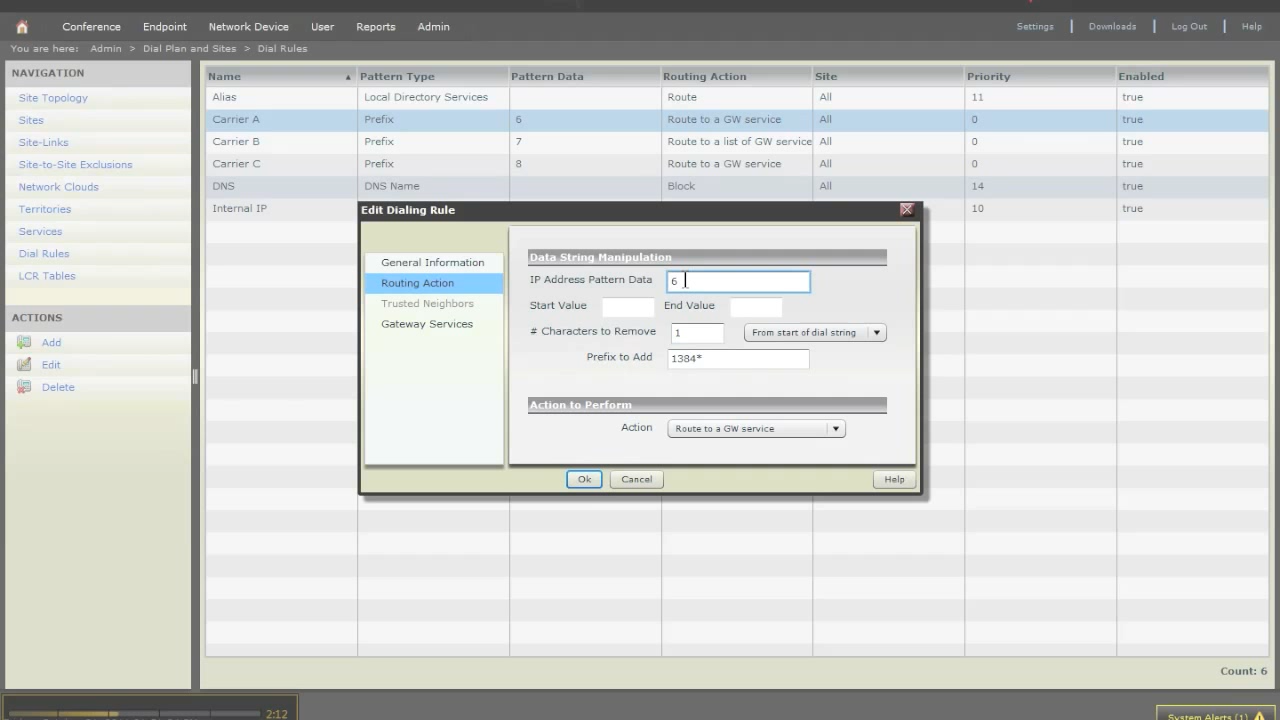 Conference Endpoint Network Device User Reports Admin Settings Downloads Log Out Help
You are here: Admin > Dial Plan and Sites > Dial Rules
NAVIGATION
Site Topology
Sites
Site-Links
Site-to-Site Exclusions
Network Clouds
Territories
Services
Dial Rules
LCR Tables
ACTIONS
Add
Edit
Delete
Name Pattern Type Pattern Data Routing Action Site Priority Enabled
Alias Local Directory Services Route All 11 true
Carrier A Prefix 6 Route to a GW service All 0 true
Carrier B Prefix 7 Route to a list of GW service All 0 true
Carrier C Prefix 8 Route to a GW service All 0 true
DNS DNS Name Block All 14 true
Internal IP 10 true
Edit Dialing Rule
General Information
Routing Action
Trusted Neighbors
Gateway Services
Data String Manipulation
IP Address Pattern Data 6
Start Value End Value
# Characters to Remove 1 From start of dial string
Prefix to Add 1384*
Action to Perform
Action Route to a GW service
Ok Cancel Help
Count: 6
2:12
System Alerts (1)